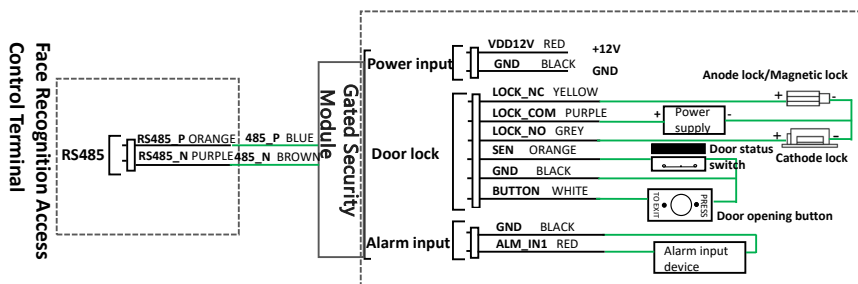 Face Recognition Access
Control Terminal
RS485
RS485_P ORANGE
RS485_N PURPLE
485_P BLUE
485_N BROWN
Gated Security
Module
Power input
VDD12V RED +12V
GND BLACK GND
Door lock
LOCK_NC YELLOW
LOCK_COM PURPLE
LOCK_NO GREY
SEN ORANGE
GND BLACK
BUTTON WHITE
Anode lock/Magnetic lock
+ -
+ Power
supply -
+ -
Cathode lock
Door status
switch
TO EXIT
PRESS
Door opening button
Alarm input
GND BLACK
ALM_IN1 RED
Alarm input
device